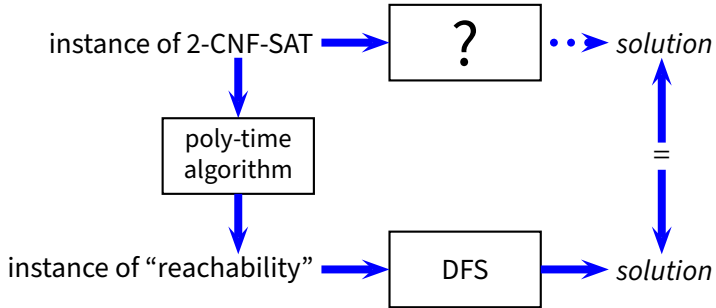 instance of 2-CNF-SAT
?
solution
poly-time
algorithm
=
instance of “reachability”
DFS
solution